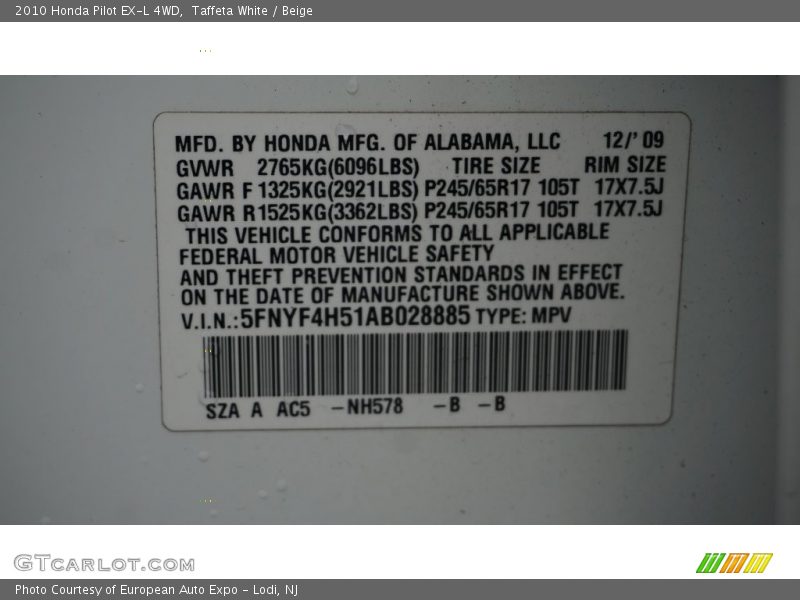 2010 Honda Pilot EX-L 4WD, Taffeta White / Beige
MFD. BY HONDA MFG. OF ALABAMA, LLC 12/'09
GVWR 2765KG(6096LBS) TIRE SIZE RIM SIZE
GAWR F 1325KG(2921LBS) P245/65R17 105T 17X7.5J
GAWR R 1525KG(3362LBS) P245/65R17 105T 17X7.5J
THIS VEHICLE CONFORMS TO ALL APPLICABLE
FEDERAL MOTOR VEHICLE SAFETY
AND THEFT PREVENTION STANDARDS IN EFFECT
ON THE DATE OF MANUFACTURE SHOWN ABOVE.
V.I.N.:5FNYF4H51AB028885 TYPE: MPV
SZA A AC5 -NH578 -B -B
GTCARLOT.COM
Photo Courtesy of European Auto Expo - Lodi, NJ